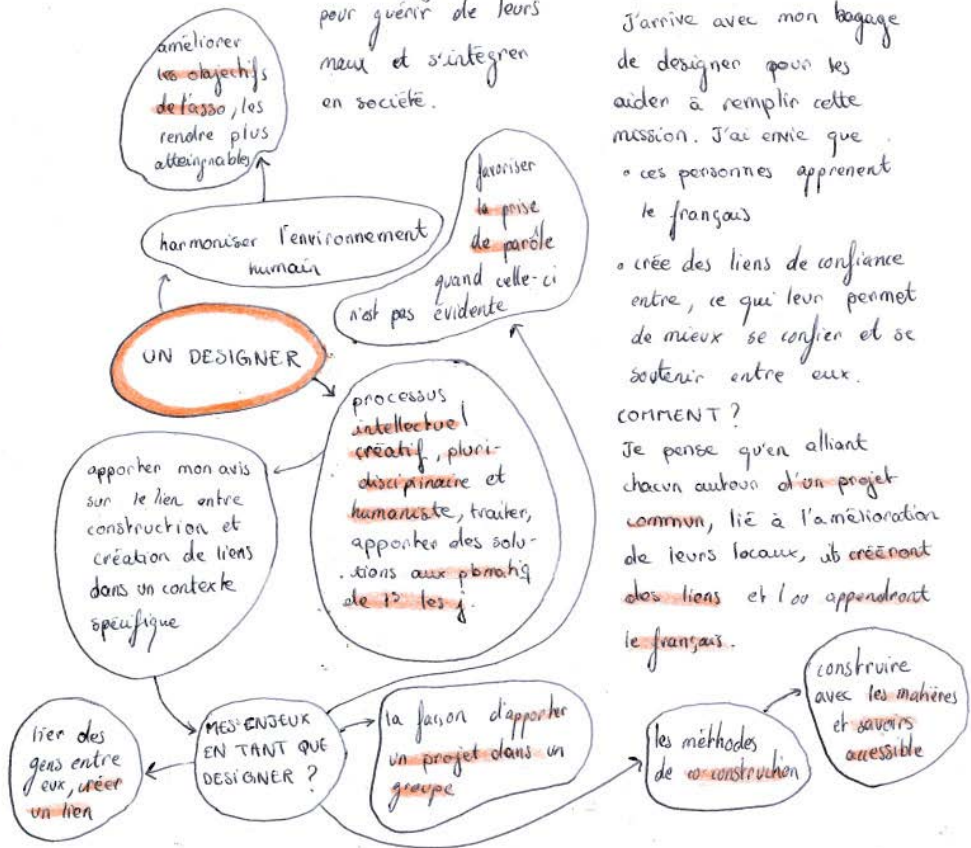 pour guérir de leurs
maux et s'intégrer
en société.
améliorer
les objectifs
de l'asso, les
rendre plus
atteingnables
harmoniser l'environnement
humain
favoriser
la prise
de parôle
quand celle-ci
n'est pas évidente
UN DESIGNER
processus
intellectuel
créatif, pluri-
disciplinaire et
humaniste, traiter,
apporter des solu-
tions aux pbmatiq
de ts les j.
apporter mon avis
sur le lien entre
construction et
création de liens
dans un contexte
spécifique
MES ENJEUX
EN TANT QUE
DESIGNER ?
lier des
gens entre
eux, créer
un lien
la façon d'apporter
un projet dans un
groupe
les méthodes
de co-construction
construire
avec les matières
et savoirs
accessible
J'arrive avec mon bagage
de designer pour les
aider à remplir cette
mission. J'ai envie que
• ces personnes apprenent
le français
• crée des liens de confiance
entre, ce qui leur permet
de mieux se confier et se
soutenir entre eux.
COMMENT ?
Je pense qu'en alliant
chacun autour d'un projet
commun, lié à l'amélioration
de leurs locaux, ils créeront
des liens et / ou appendront
le français.